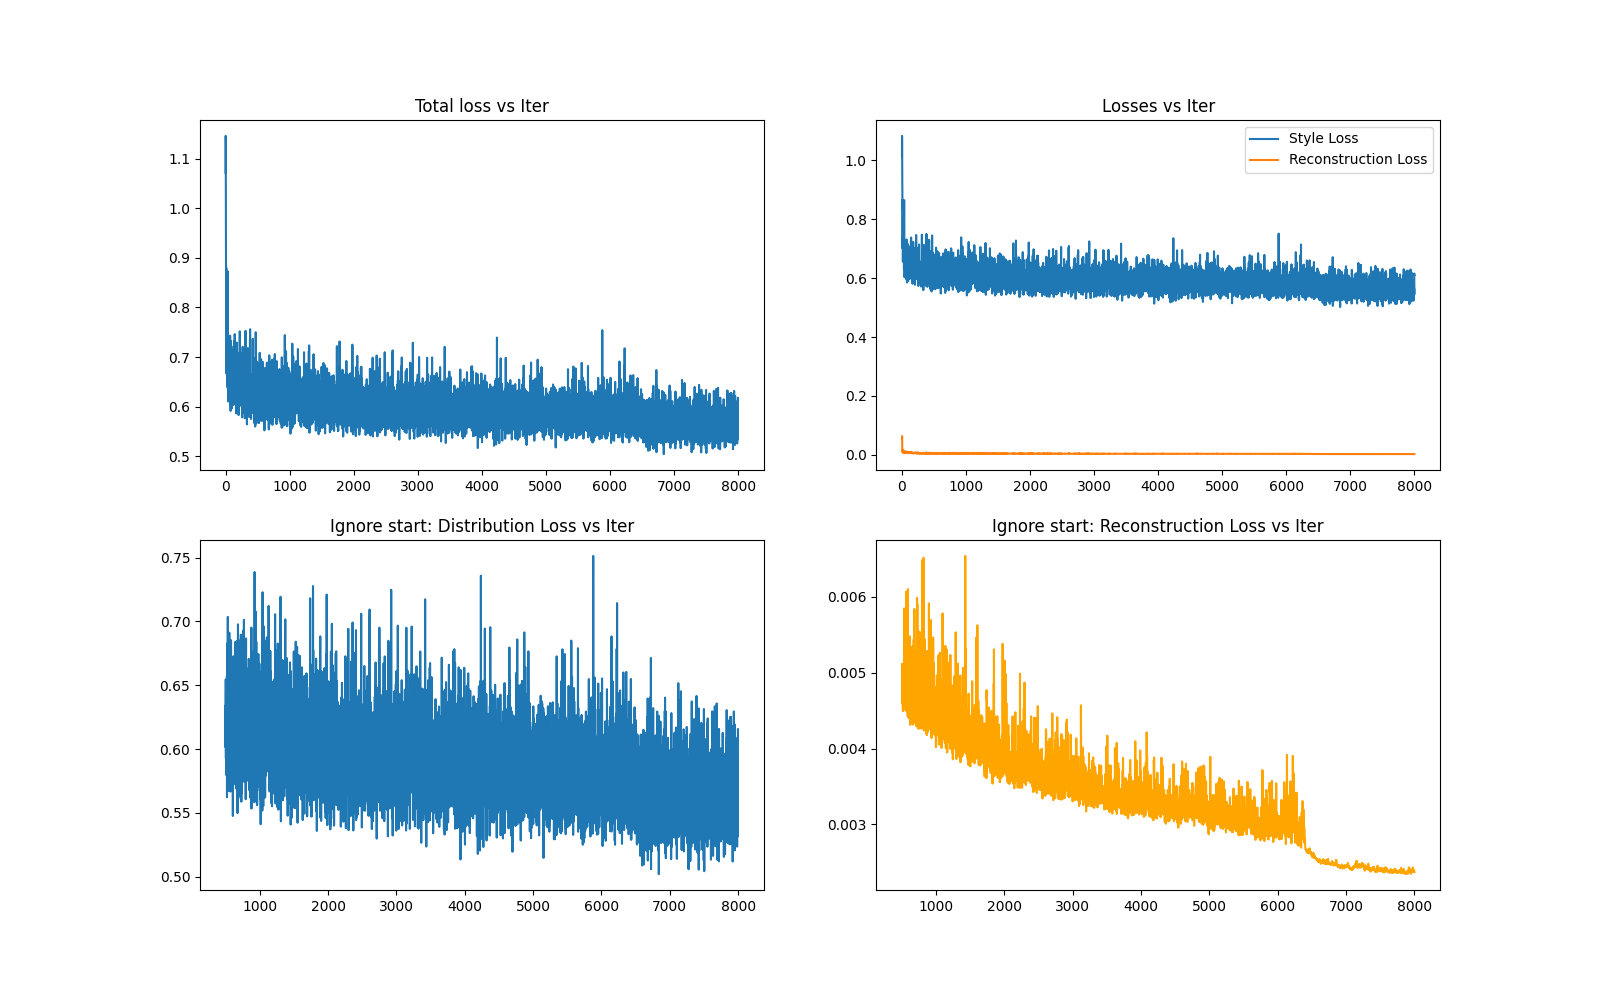 Total loss vs Iter
1.1
1.0
0.9
0.8
0.7
0.6
0.5
0 1000 2000 3000 4000 5000 6000 7000 8000
Losses vs Iter
Style Loss
Reconstruction Loss
1.0
0.8
0.6
0.4
0.2
0.0
0 1000 2000 3000 4000 5000 6000 7000 8000
Ignore start: Distribution Loss vs Iter
0.75
0.70
0.65
0.60
0.55
0.50
1000 2000 3000 4000 5000 6000 7000 8000
Ignore start: Reconstruction Loss vs Iter
0.006
0.005
0.004
0.003
1000 2000 3000 4000 5000 6000 7000 8000